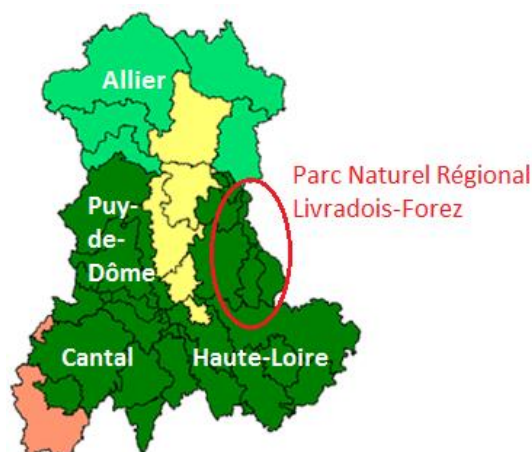 Allier
Parc Naturel Régional
Livradois-Forez
Puy-
de-
Dôme
Cantal
Haute-Loire